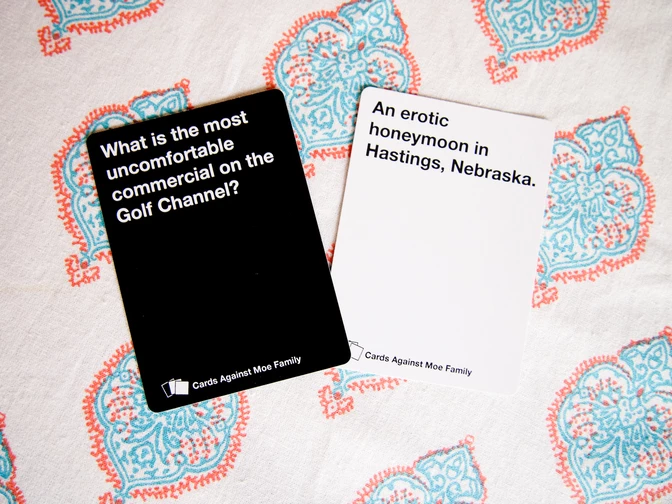 What is the most
uncomfortable
commercial on the
Golf Channel?
Cards Against Moe Family
An erotic
honeymoon in
Hastings, Nebraska.
Cards Against Moe Family